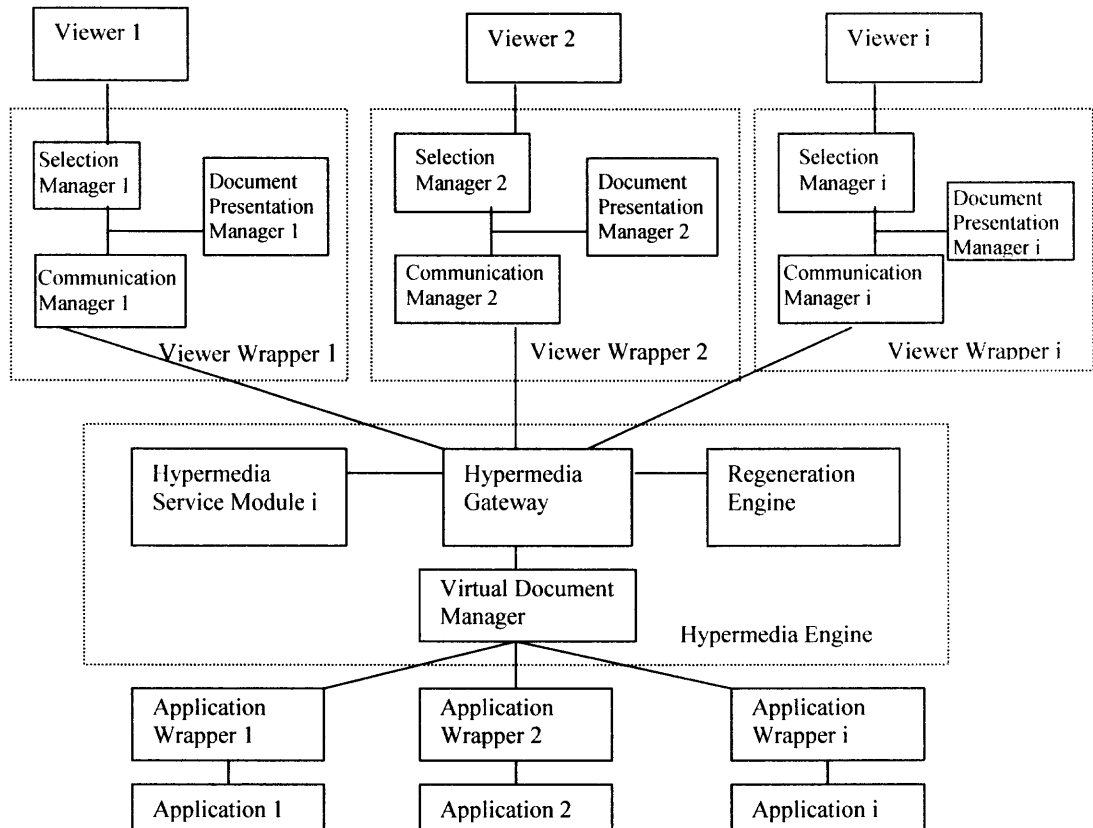 Viewer 1
Viewer 2
Viewer i
Selection
Manager 1
Document
Presentation
Manager 1
Communication
Manager 1
Viewer Wrapper 1
Selection
Manager 2
Document
Presentation
Manager 2
Communication
Manager 2
Viewer Wrapper 2
Selection
Manager i
Document
Presentation
Manager i
Communication
Manager i
Viewer Wrapper i
Hypermedia
Service Module i
Hypermedia
Gateway
Regeneration
Engine
Virtual Document
Manager
Hypermedia Engine
Application
Wrapper 1
Application
Wrapper 2
Application
Wrapper i
Application 1
Application 2
Application i